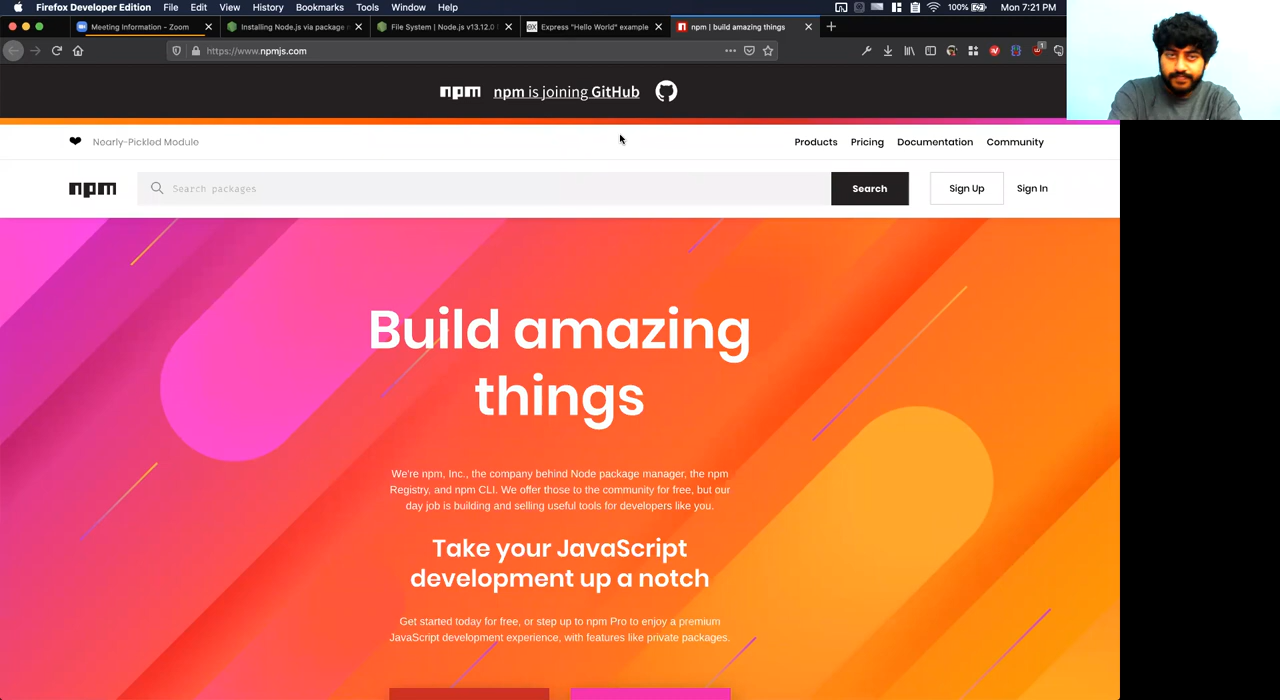 Firefox Developer Edition File Edit View History Bookmarks Tools Window Help 100% Mon 7:21 PM
Meeting Information - Zoom Installing Node.js via package File System | Node.js v13.12.0 Express "Hello World" example npm | build amazing things
https://www.npmjs.com
npm npm is joining GitHub
Nearly-Pickled Module Products Pricing Documentation Community
npm Search packages Search Sign Up Sign In
Build amazing
things
We're npm, Inc., the company behind Node package manager, the npm
Registry, and npm CLI. We offer those to the community for free, but our
day job is building and selling useful tools for developers like you.
Take your JavaScript
development up a notch
Get started today for free, or step up to npm Pro to enjoy a premium
JavaScript development experience, with features like private packages.